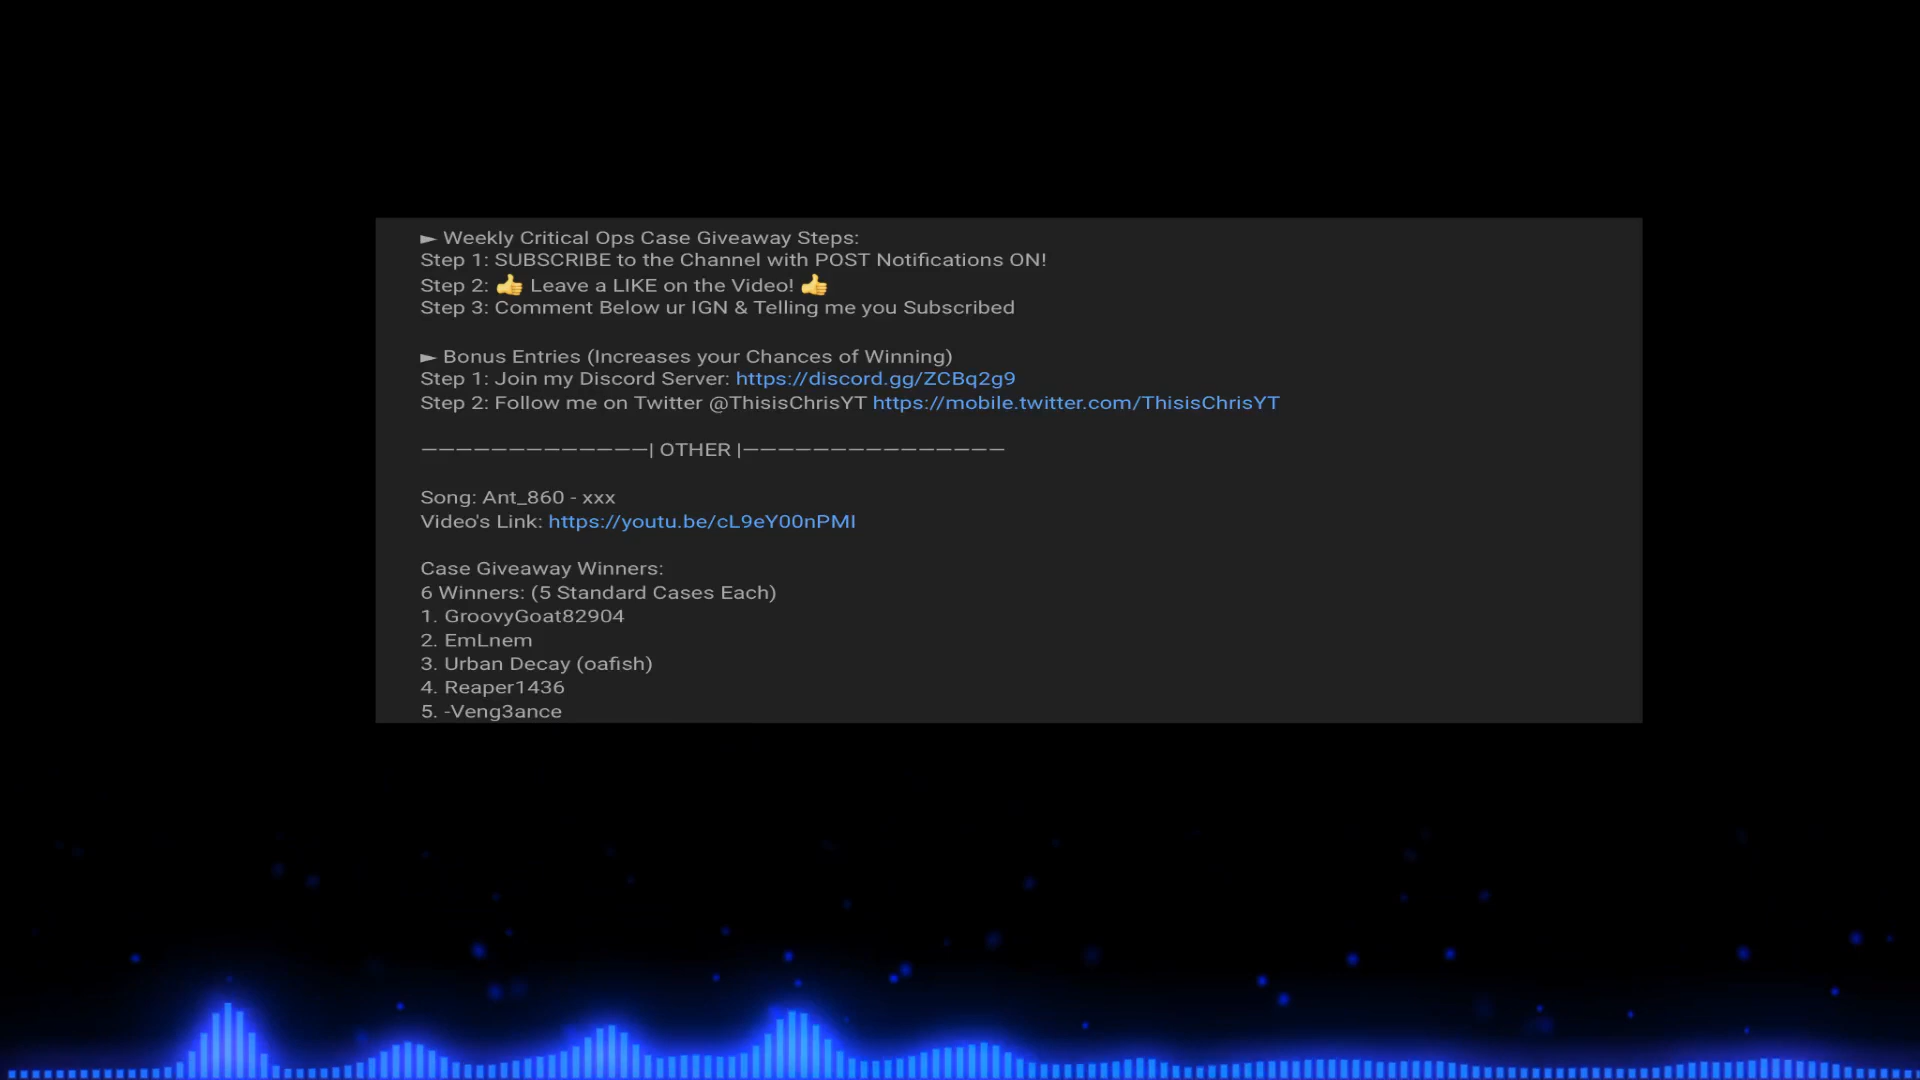 ► Weekly Critical Ops Case Giveaway Steps:
Step 1: SUBSCRIBE to the Channel with POST Notifications ON!
Step 2: 👍 Leave a LIKE on the Video! 👍
Step 3: Comment Below ur IGN & Telling me you Subscribed
► Bonus Entries (Increases your Chances of Winning)
Step 1: Join my Discord Server: https://discord.gg/ZCBq2g9
Step 2: Follow me on Twitter @ThisisChrisYT https://mobile.twitter.com/ThisisChrisYT
—————————————| OTHER |———————————————
Song: Ant_860 - xxx
Video's Link: https://youtu.be/cL9eY00nPMI
Case Giveaway Winners:
6 Winners: (5 Standard Cases Each)
1. GroovyGoat82904
2. EmLnem
3. Urban Decay (oafish)
4. Reaper1436
5. -Veng3ance